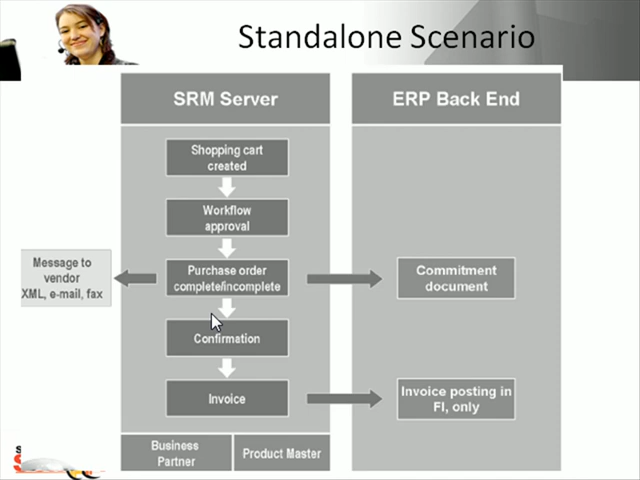 Standalone Scenario
SRM Server
ERP Back End
Shopping cart
created
Workflow
approval
Message to
vendor
XML, e-mail, fax
Purchase order
complete/incomplete
Commitment
document
Confirmation
Invoice
Invoice posting in
FI, only
Business
Partner
Product Master